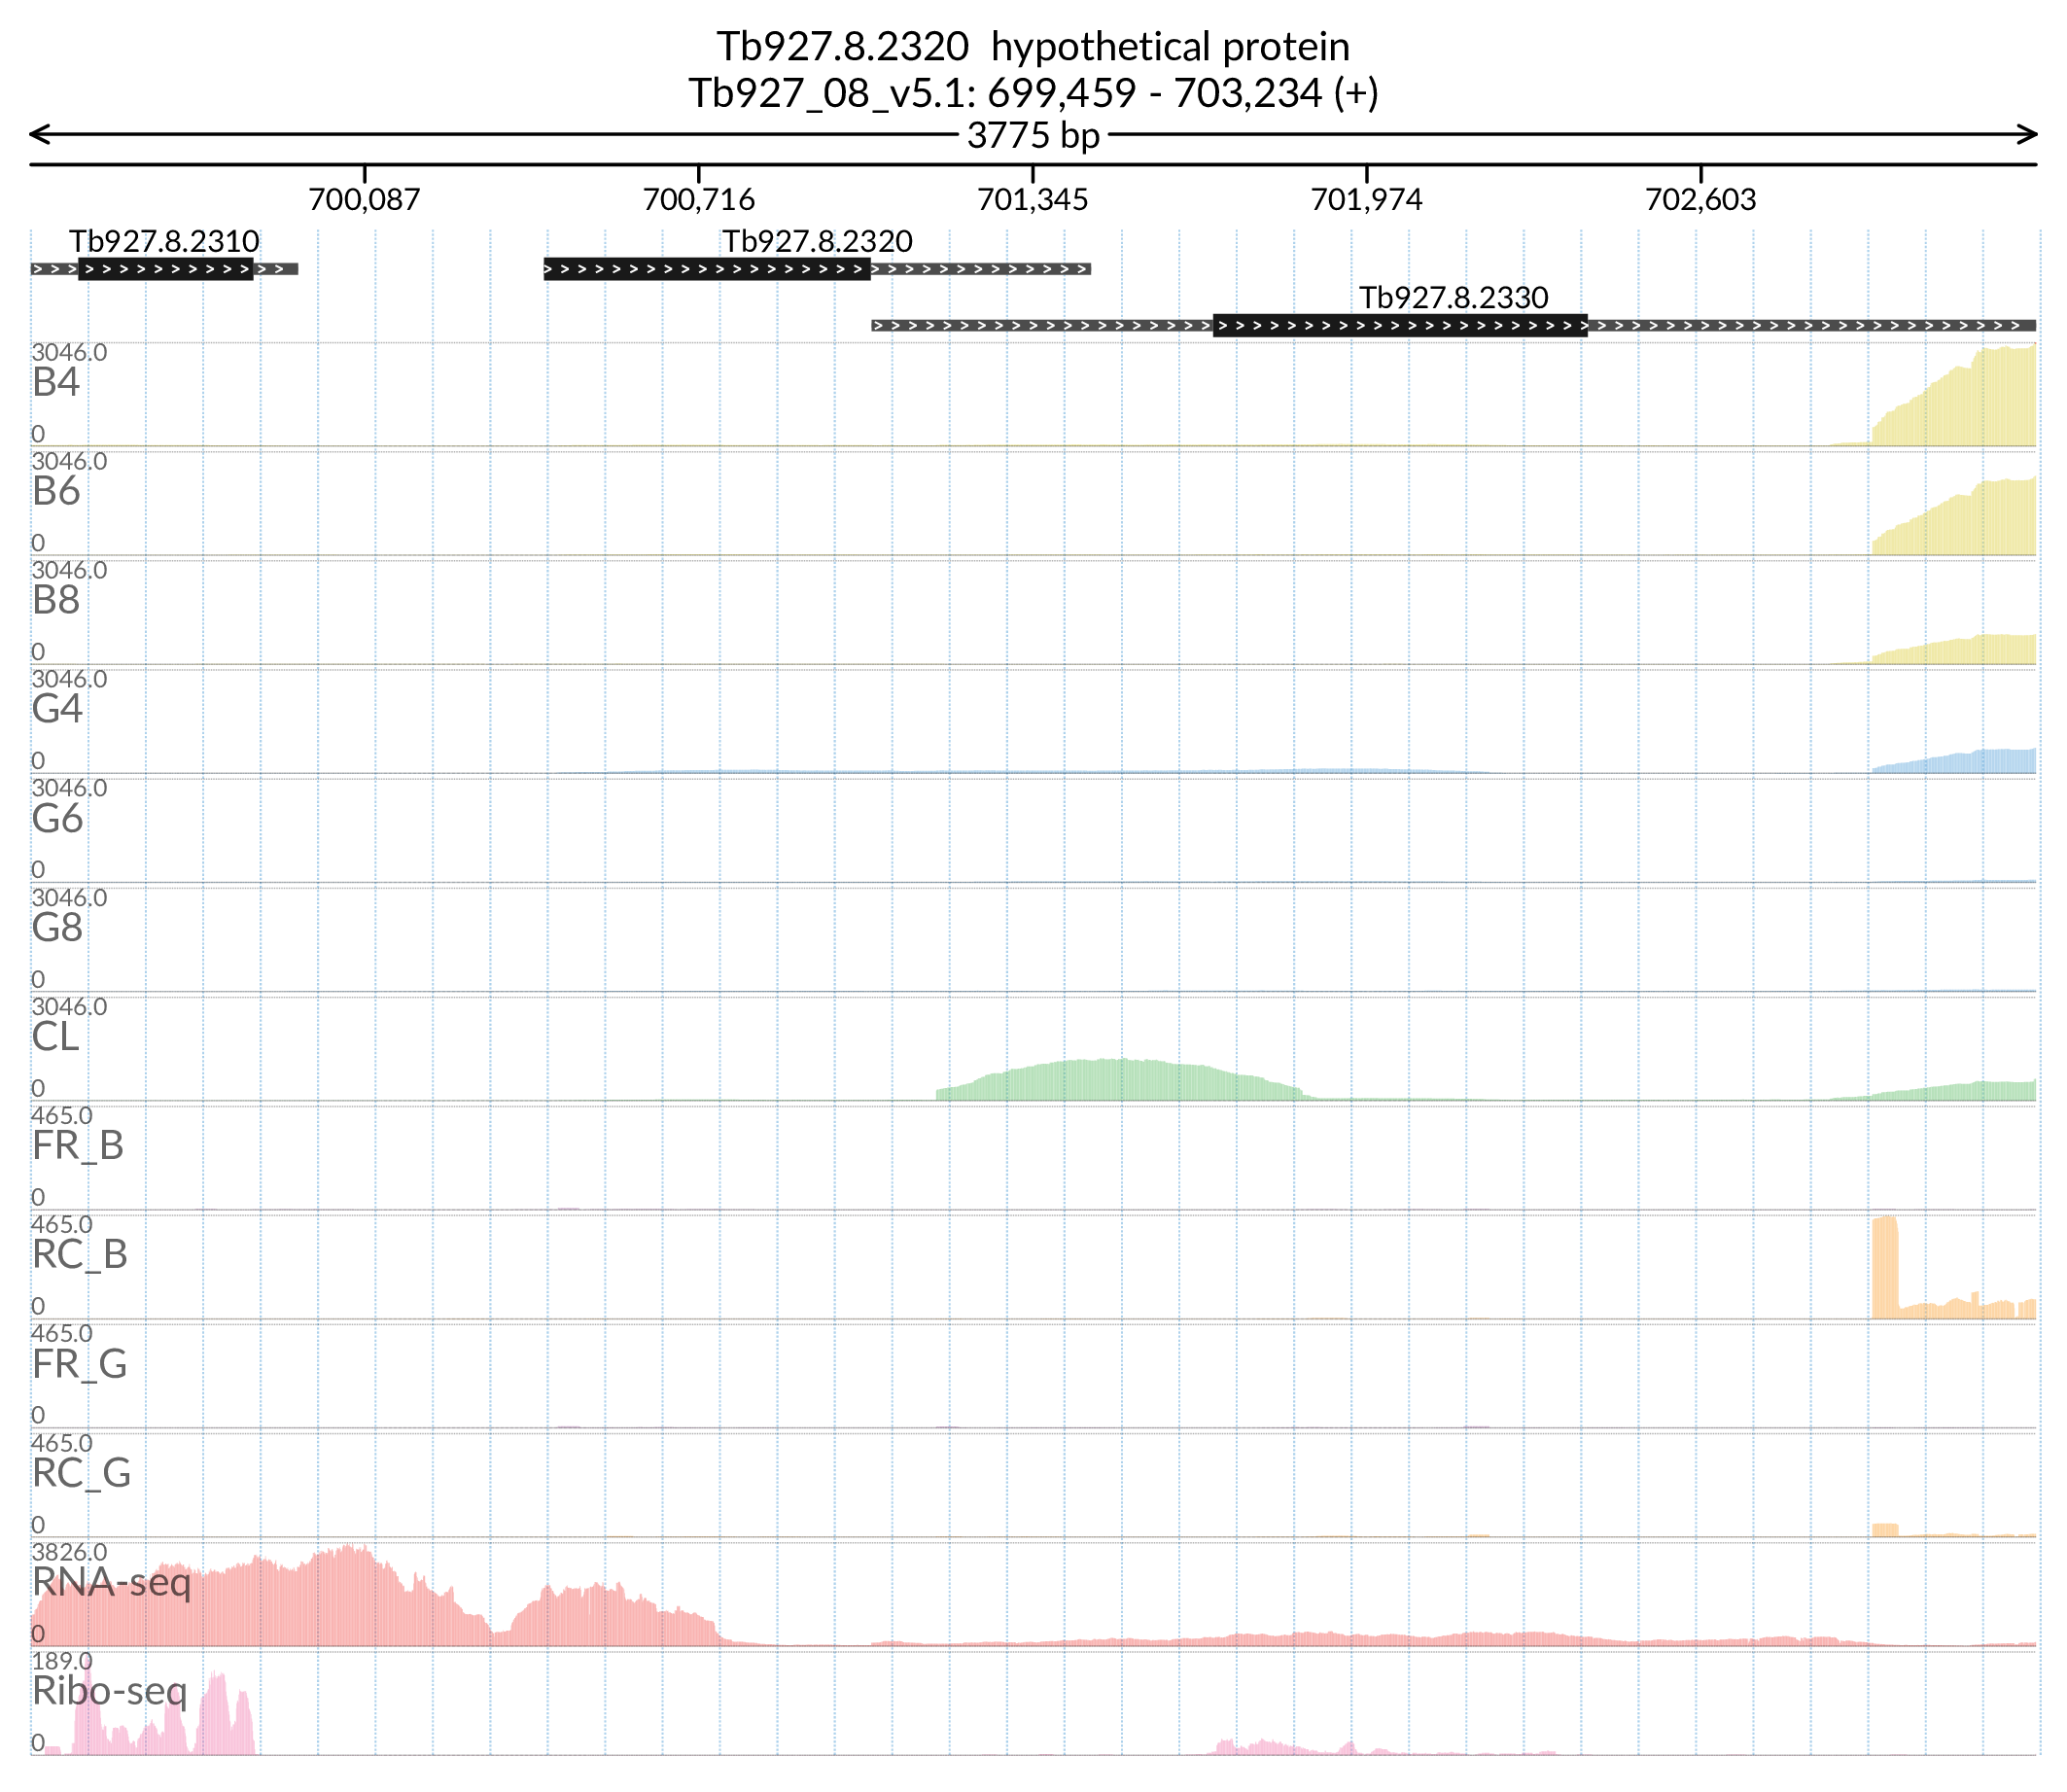 Tb927.8.2320  hypothetical protein
Tb927_08_v5.1: 699,459 - 703,234 (+)
3775 bp
700,087 700,716 701,345 701,974 702,603
Tb927.8.2310 Tb927.8.2320
Tb927.8.2330
3046.0
B4
0
3046.0
B6
0
3046.0
B8
0
3046.0
G4
0
3046.0
G6
0
3046.0
G8
0
3046.0
CL
0
465.0
FR_B
0
465.0
RC_B
0
465.0
FR_G
0
465.0
RC_G
0
3826.0
RNA-seq
0
189.0
Ribo-seq
0